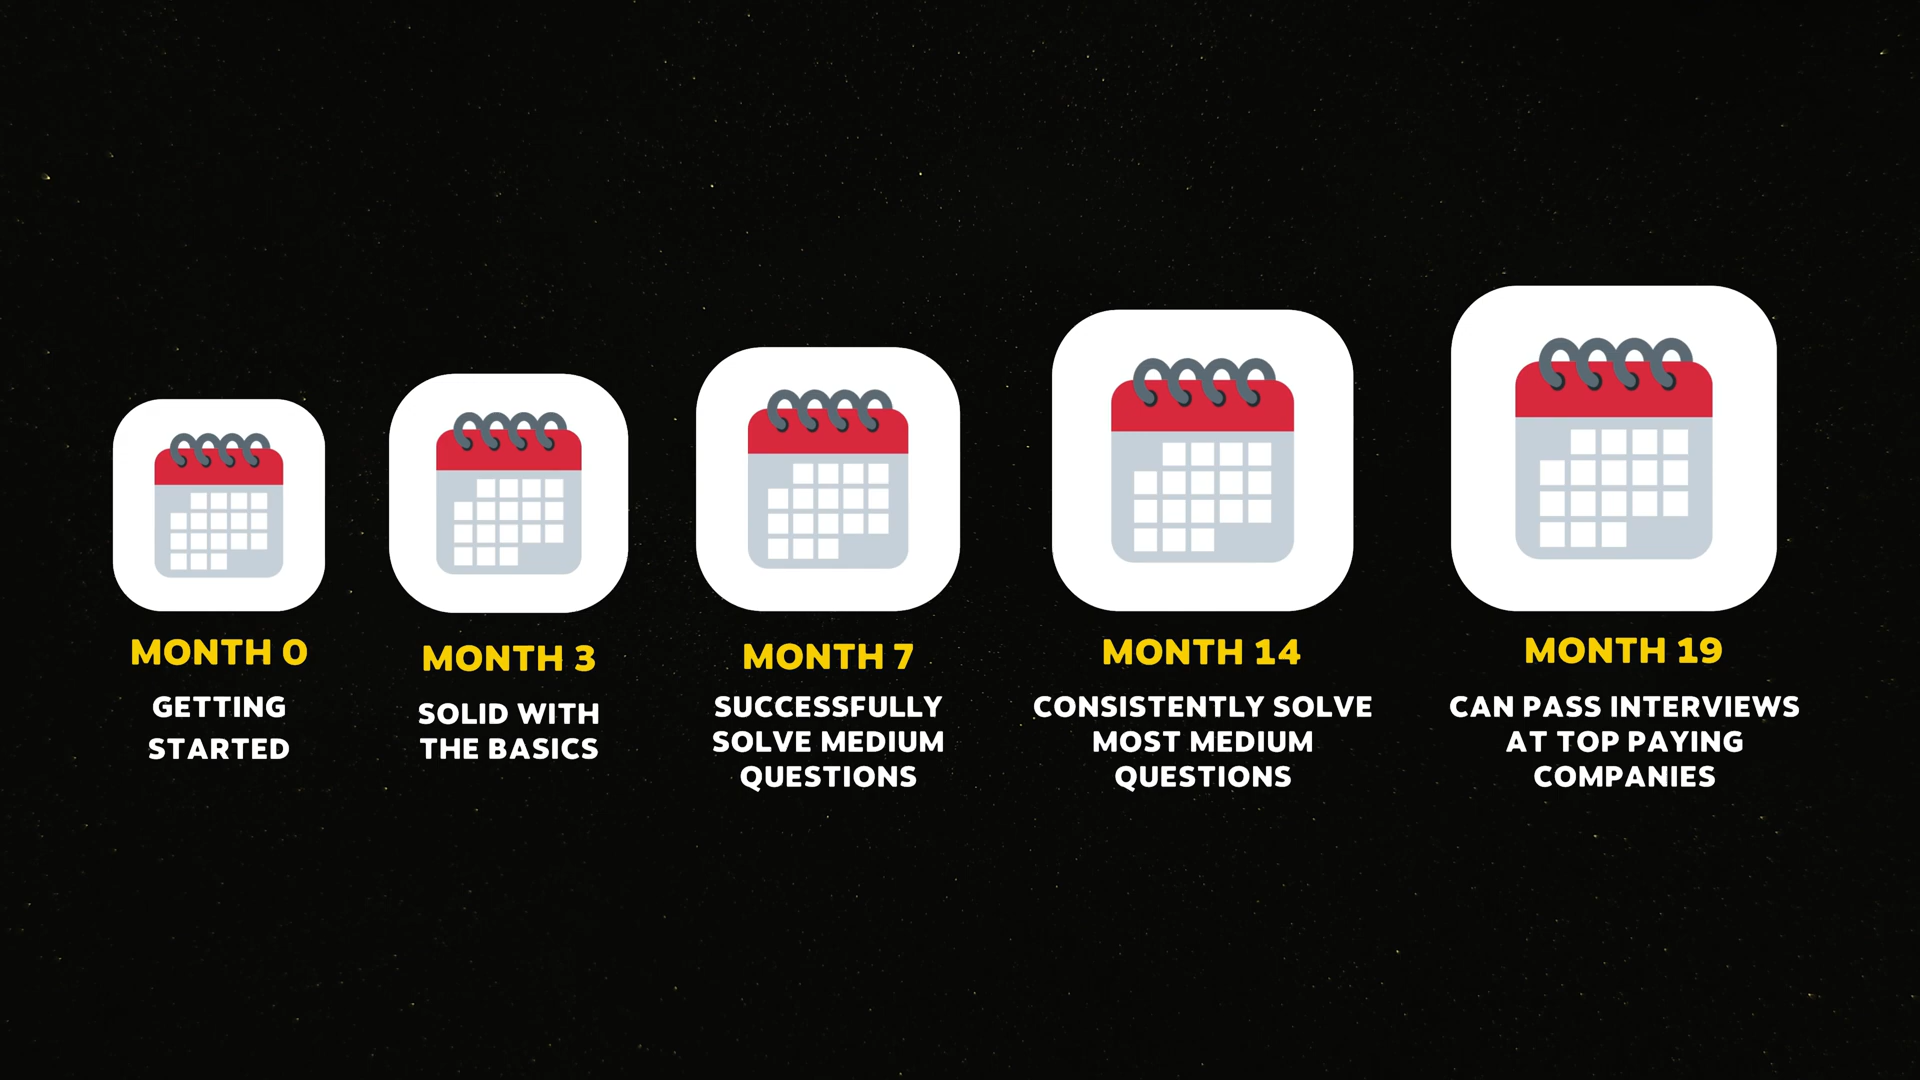 MONTH 0
GETTING
STARTED
MONTH 3
SOLID WITH
THE BASICS
MONTH 7
SUCCESSFULLY
SOLVE MEDIUM
QUESTIONS
MONTH 14
CONSISTENTLY SOLVE
MOST MEDIUM
QUESTIONS
MONTH 19
CAN PASS INTERVIEWS
AT TOP PAYING
COMPANIES